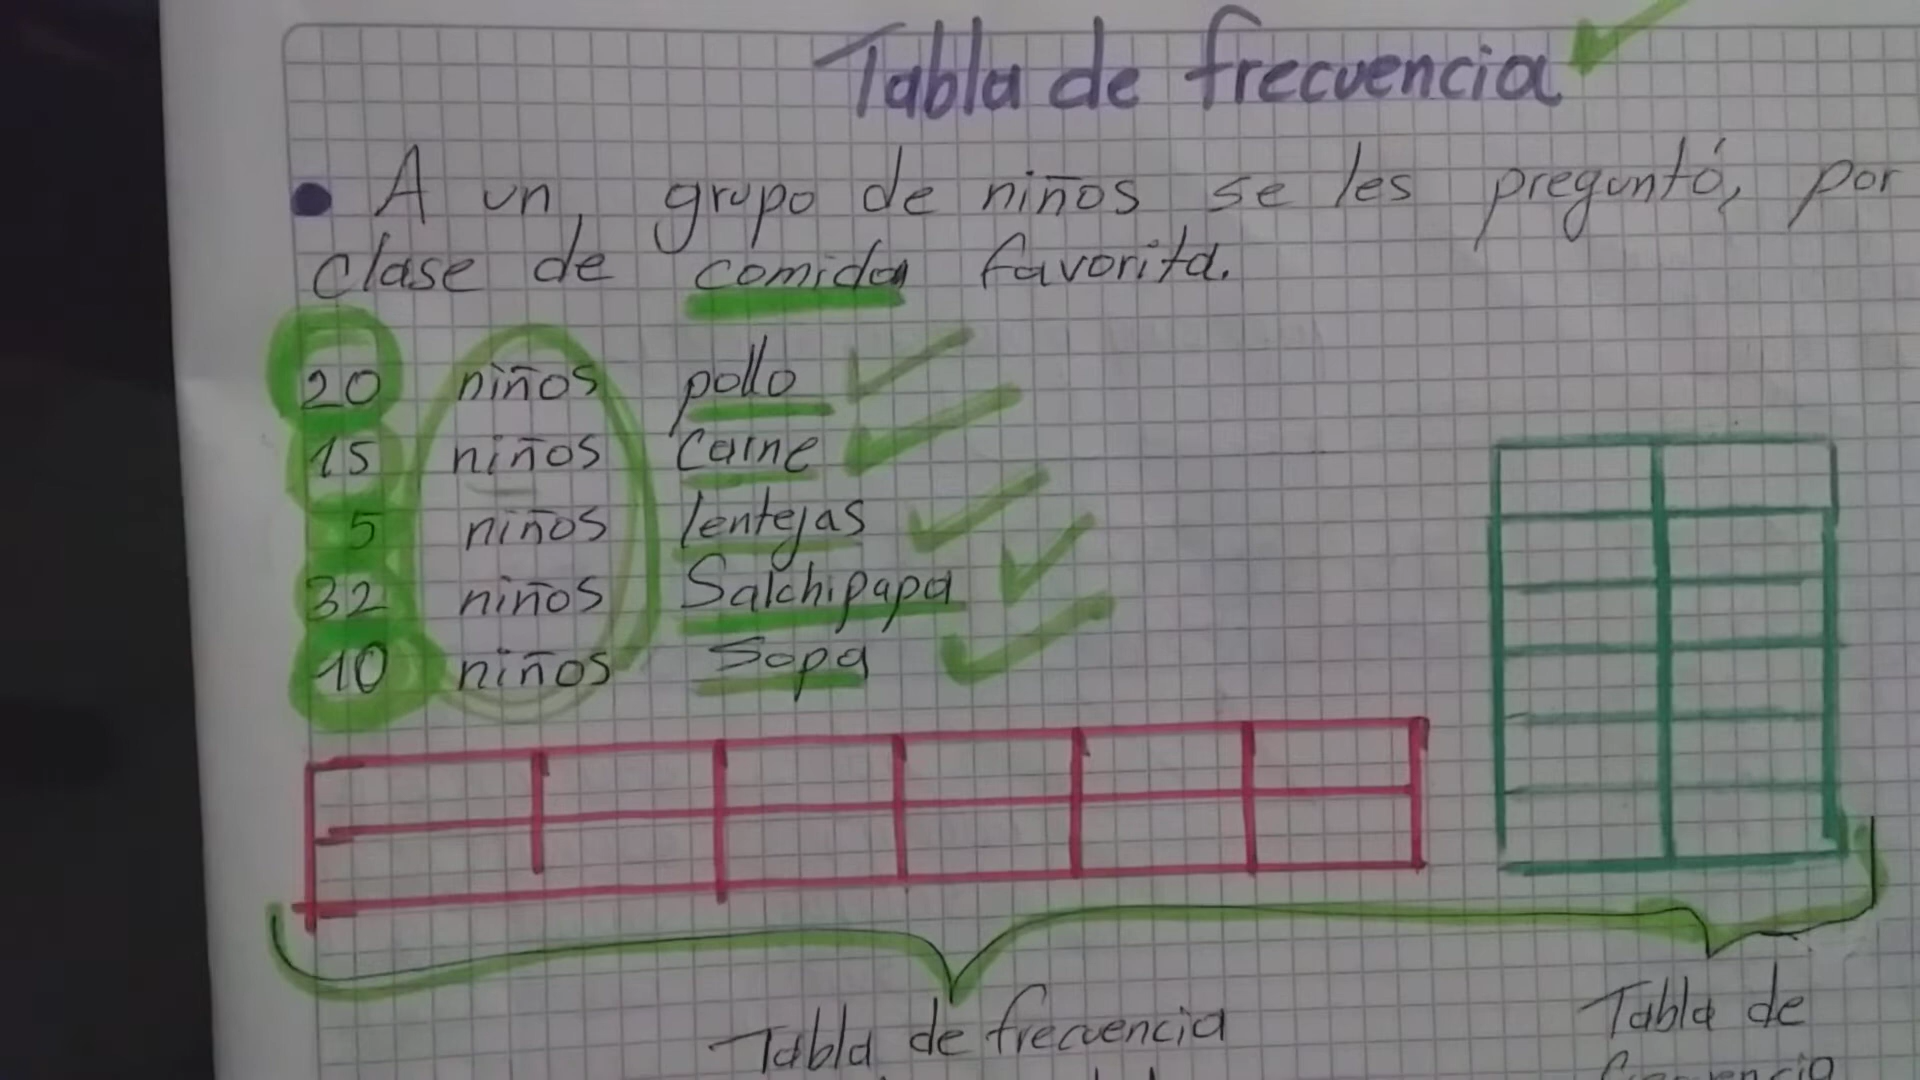 Tabla de frecuencia
A un, grupo de niños se les preguntó, por
clase de comida favorita.
20 niños pollo
15 niños carne
5 niños lentejas
32 niños Salchipapa
10 niños Sopa
Tabla de frecuencia
Tabla de
frecuencia